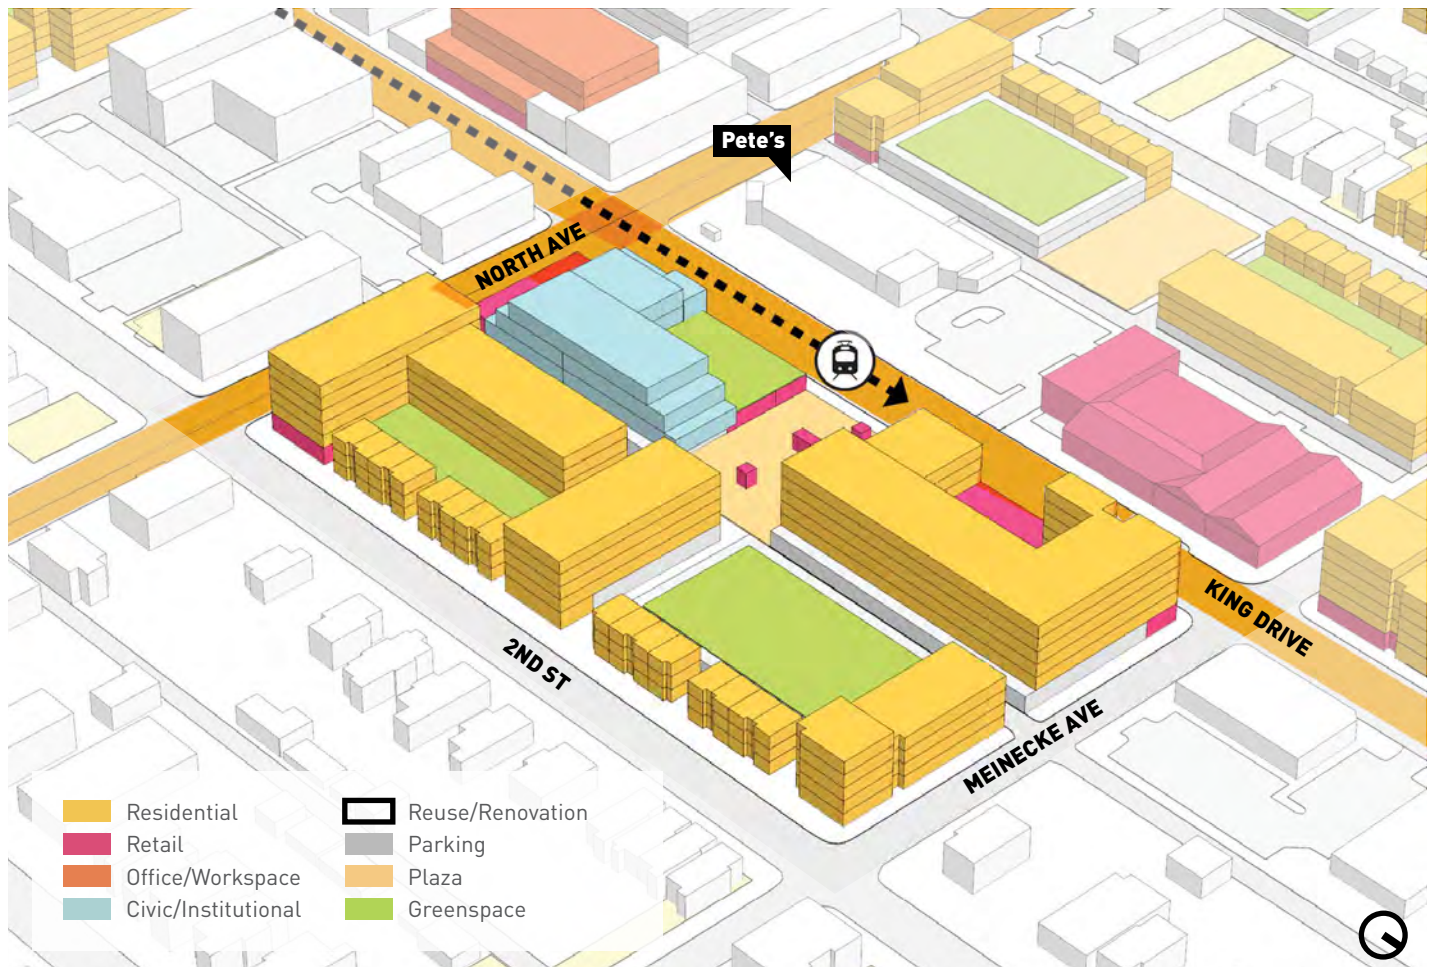 Pete's
NORTH AVE
KING DRIVE
2ND ST
MEINECKE AVE
Residential
Retail
Office/Workspace
Civic/Institutional
Reuse/Renovation
Parking
Plaza
Greenspace